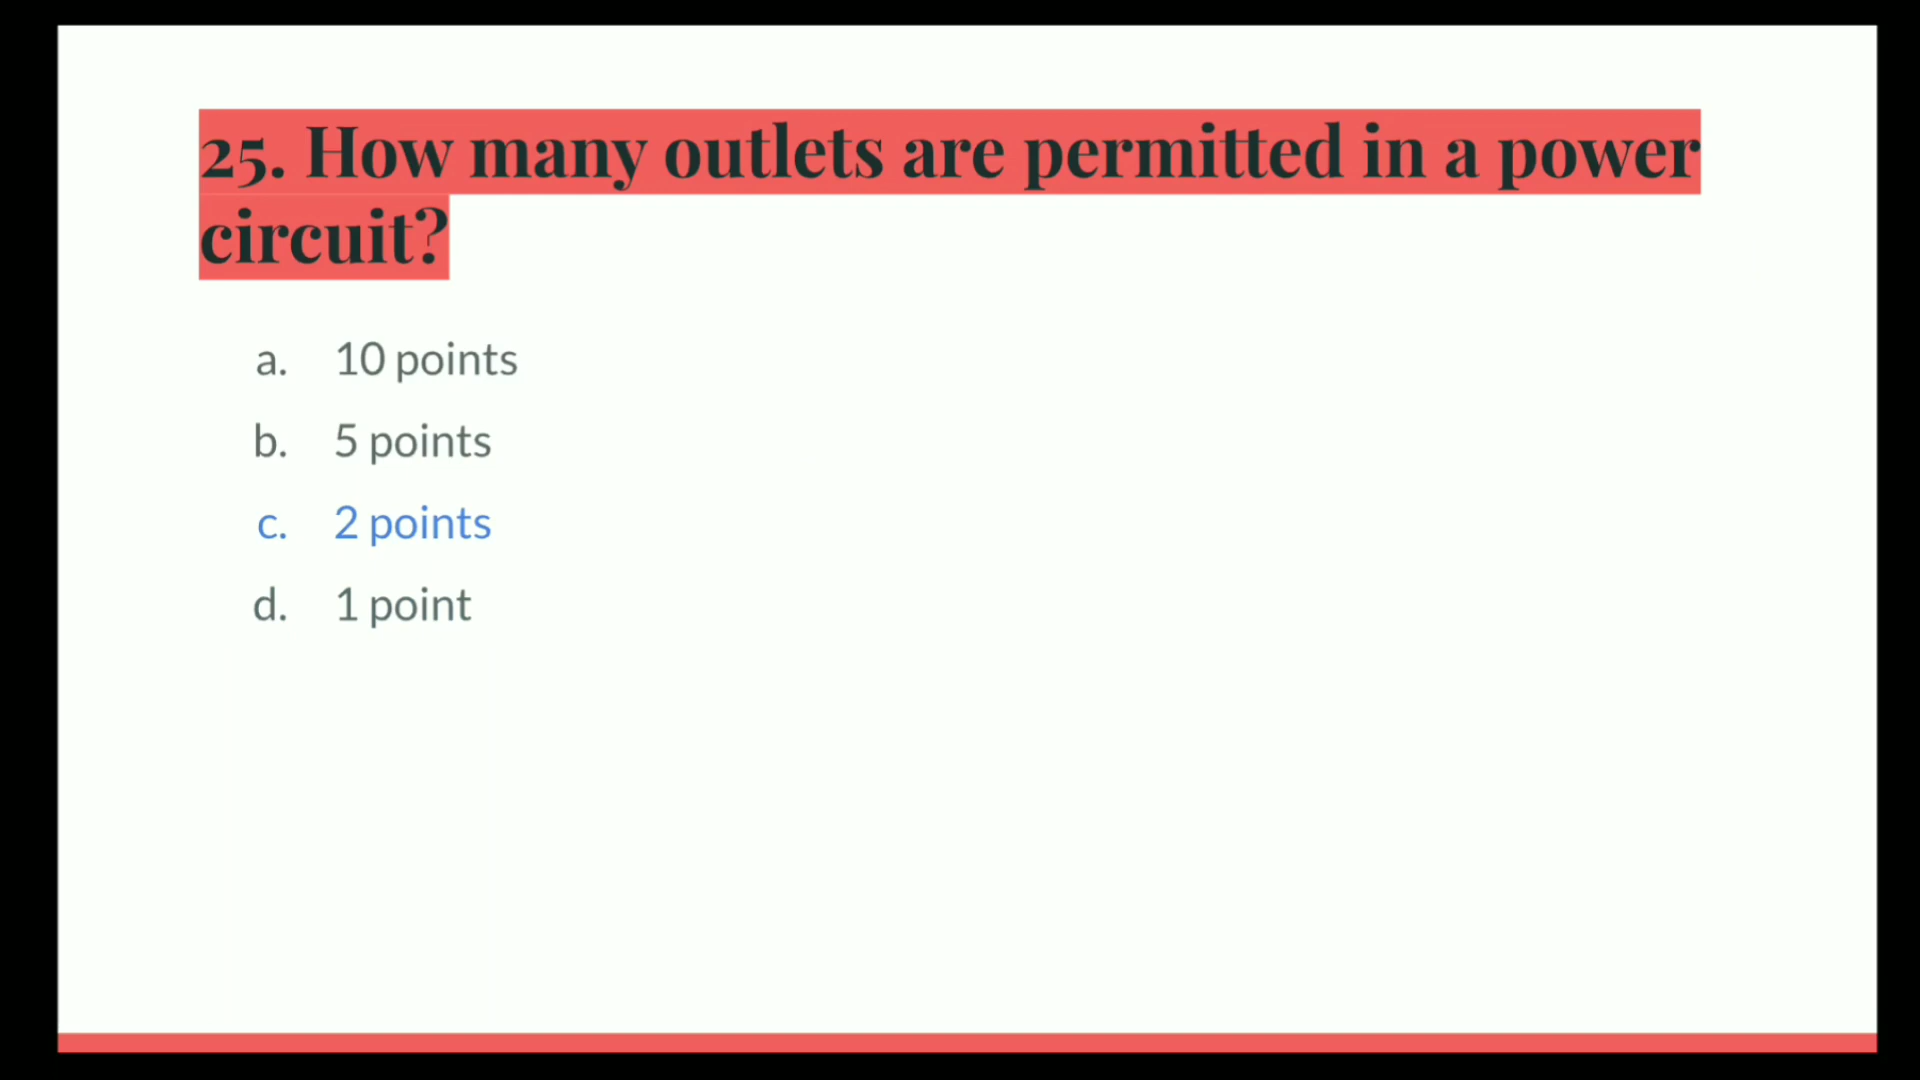 25. How many outlets are permitted in a power
circuit?
a. 10 points
b. 5 points
c. 2 points
d. 1 point